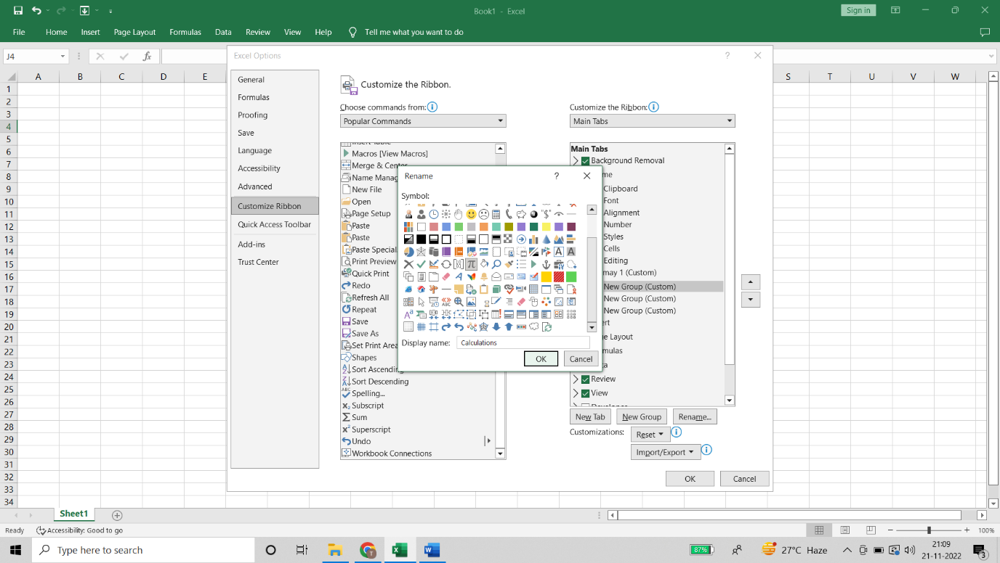 Book1 - Excel
Sign in
File Home Insert Page Layout Formulas Data Review View Help Tell me what you want to do
J4
fx
Excel Options
?
A B C D E S T U V W
1
2
3
4
5
6
7
8
9
10
11
12
13
14
15
16
17
18
19
20
21
22
23
24
25
26
27
28
29
30
31
32
33
34
General
Formulas
Proofing
Save
Language
Accessibility
Advanced
Customize Ribbon
Quick Access Toolbar
Add-ins
Trust Center
Customize the Ribbon.
Choose commands from:
Popular Commands
Macros [View Macros]
Merge & Center
Name Manag
New File
Open
Page Setup
Paste
Paste
Paste Special
Print Preview
Quick Print
Redo
Refresh All
Repeat
Save
Save As
Set Print Area
Shapes
Sort Ascending
Sort Descending
Spelling...
Subscript
Sum
Superscript
Undo
Workbook Connections
Rename
?
Symbol:
Display name: Calculations
OK Cancel
Customize the Ribbon:
Main Tabs
Main Tabs
Background Removal
me
Clipboard
Font
Alignment
Number
Styles
Cells
Editing
may 1 (Custom)
New Group (Custom)
New Group (Custom)
New Group (Custom)
ert
ge Layout
mulas
a
Review
View
New Tab New Group Rename...
Customizations: Reset
Import/Export
OK Cancel
Sheet1
Ready Accessibility: Good to go
100%
Type here to search
87%
27°C Haze
21:09
21-11-2022
3